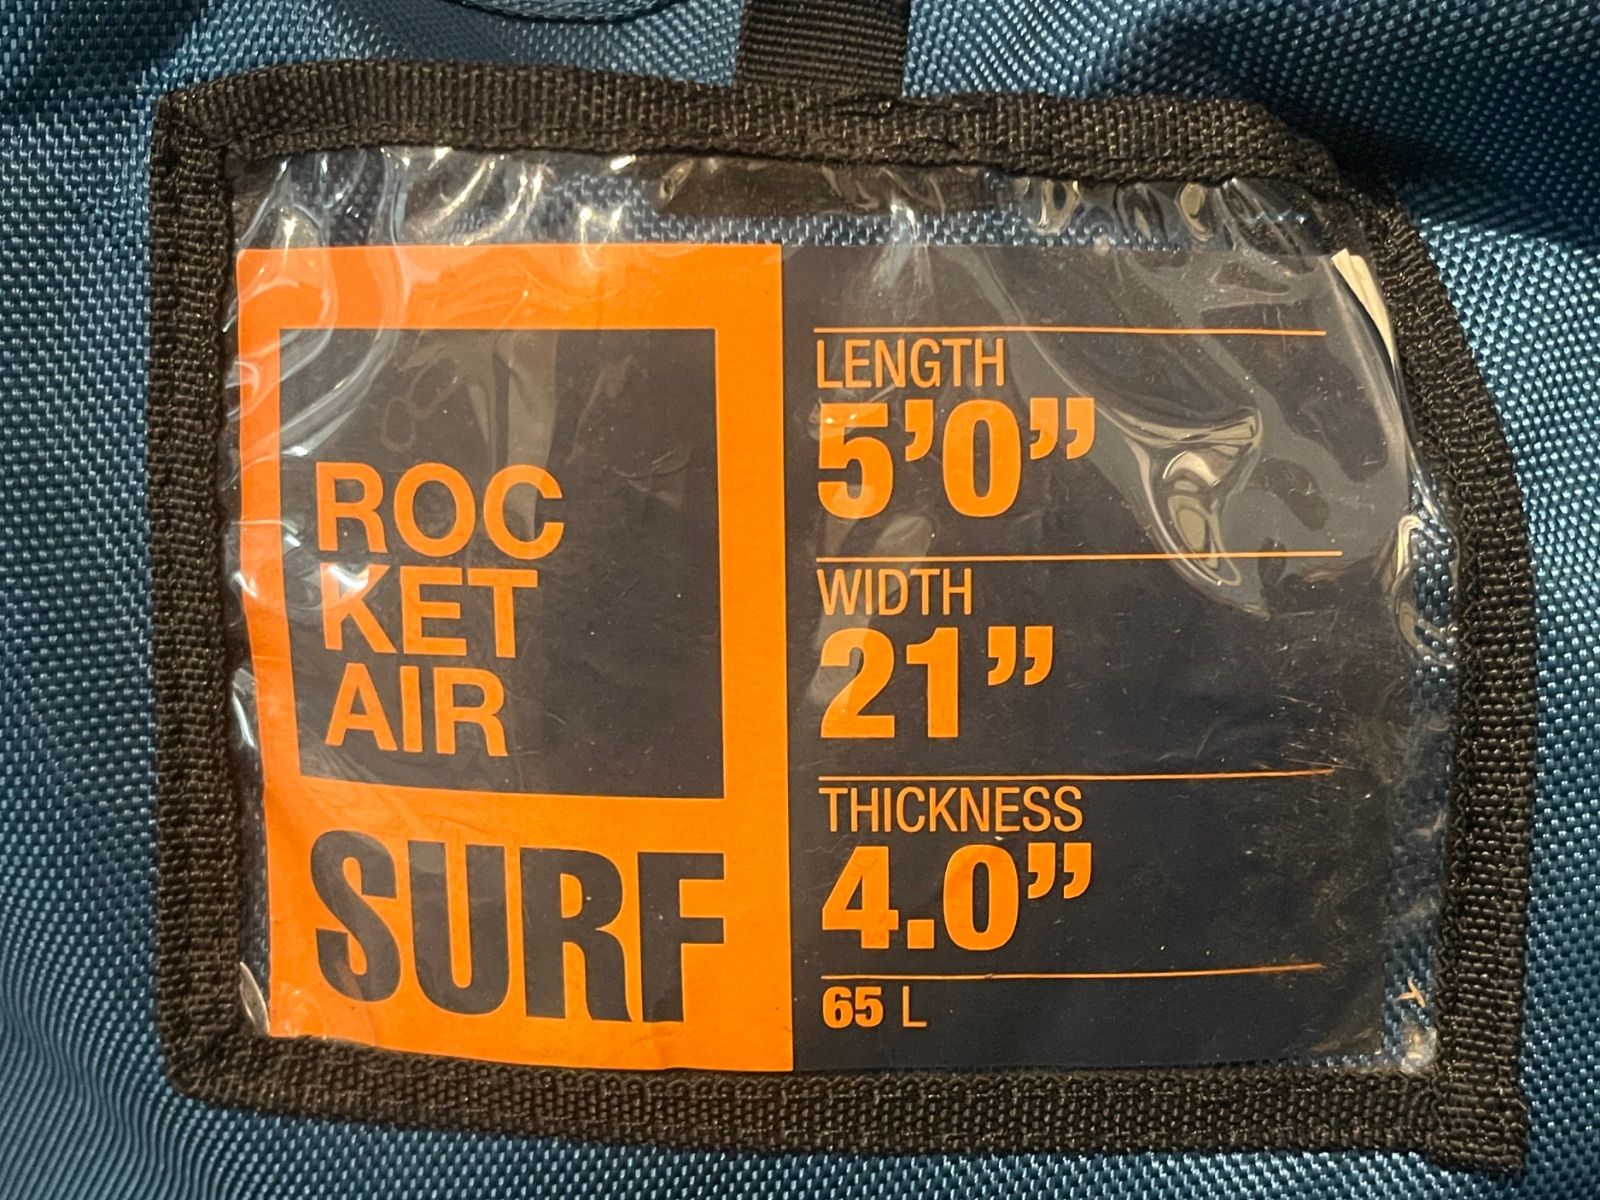 ROC
KET
AIR
SURF
LENGTH
5’0”
WIDTH
21”
THICKNESS
4.0”
65 L